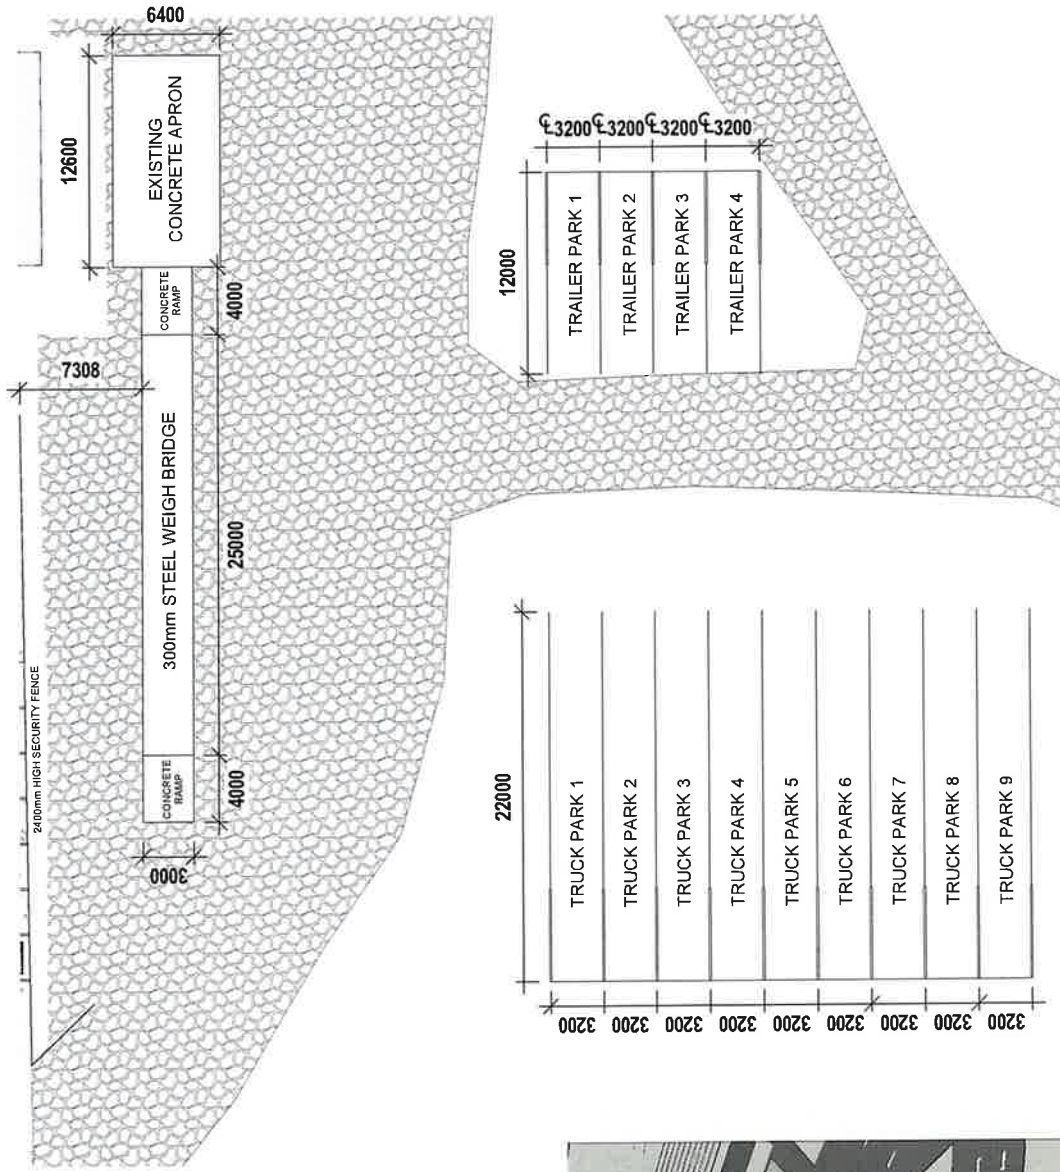 6400
12600
EXISTING
CONCRETE APRON
CONCRETE
RAMP
4000
7308
300mm STEEL WEIGH BRIDGE
25000
2400mm HIGH SECURITY FENCE
CONCRETE
RAMP
4000
3000
℄3200 ℄3200 ℄3200 ℄3200
12000
TRAILER PARK 1
TRAILER PARK 2
TRAILER PARK 3
TRAILER PARK 4
22000
TRUCK PARK 1
TRUCK PARK 2
TRUCK PARK 3
TRUCK PARK 4
TRUCK PARK 5
TRUCK PARK 6
TRUCK PARK 7
TRUCK PARK 8
TRUCK PARK 9
3200 3200 3200 3200 3200 3200 3200 3200 3200